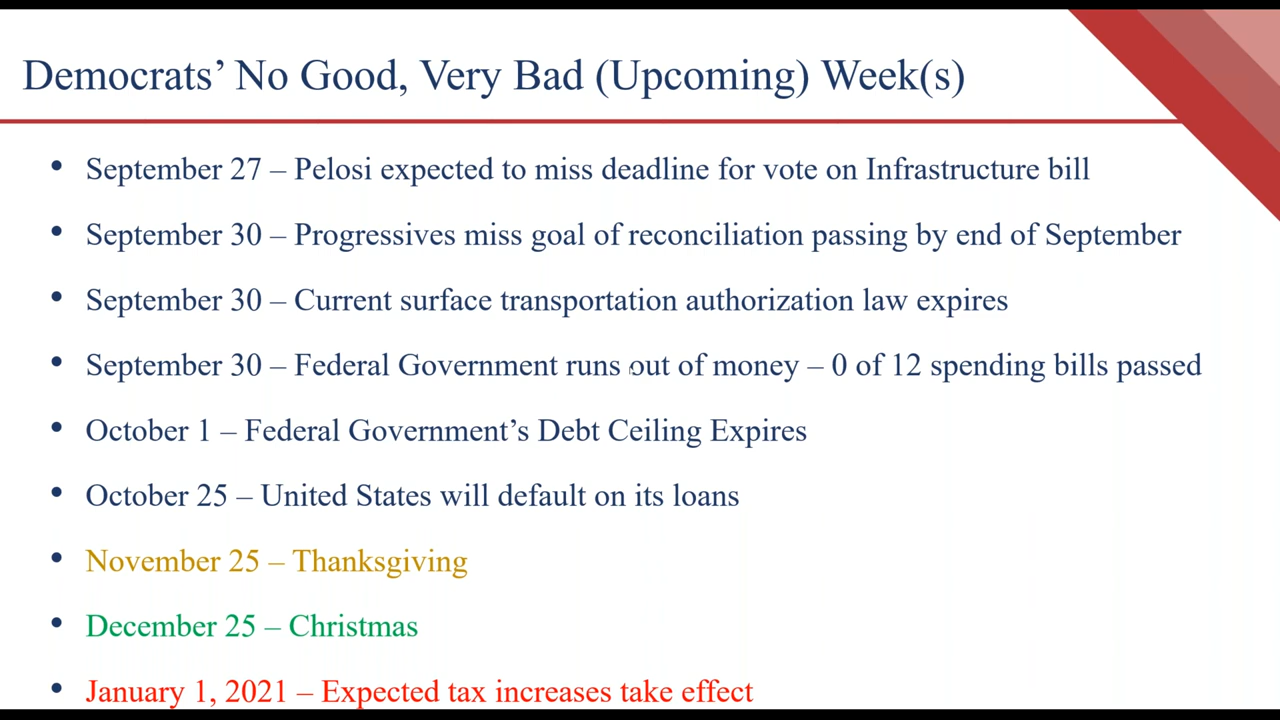 Democrats’ No Good, Very Bad (Upcoming) Week(s)
• September 27 – Pelosi expected to miss deadline for vote on Infrastructure bill
• September 30 – Progressives miss goal of reconciliation passing by end of September
• September 30 – Current surface transportation authorization law expires
• September 30 – Federal Government runs out of money – 0 of 12 spending bills passed
• October 1 – Federal Government’s Debt Ceiling Expires
• October 25 – United States will default on its loans
• November 25 – Thanksgiving
• December 25 – Christmas
• January 1, 2021 – Expected tax increases take effect